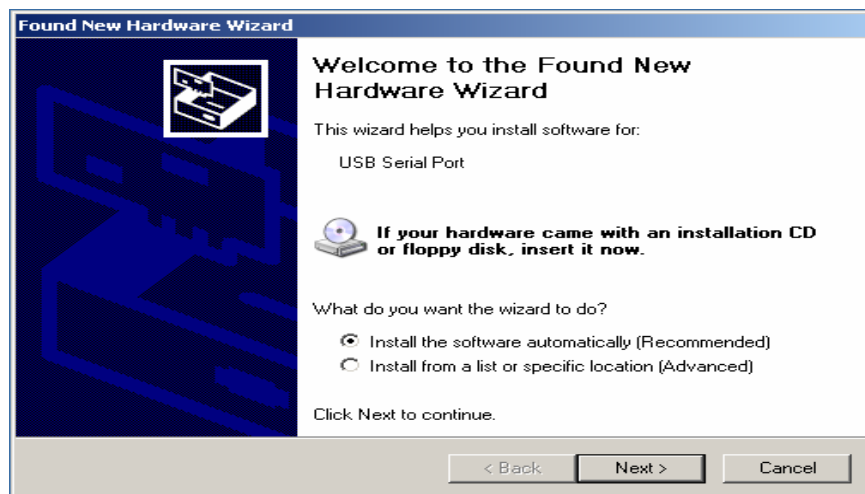 Found New Hardware Wizard
Welcome to the Found New
Hardware Wizard
This wizard helps you install software for:
USB Serial Port
If your hardware came with an installation CD
or floppy disk, insert it now.
What do you want the wizard to do?
Install the software automatically (Recommended)
Install from a list or specific location (Advanced)
Click Next to continue.
< Back Next > Cancel